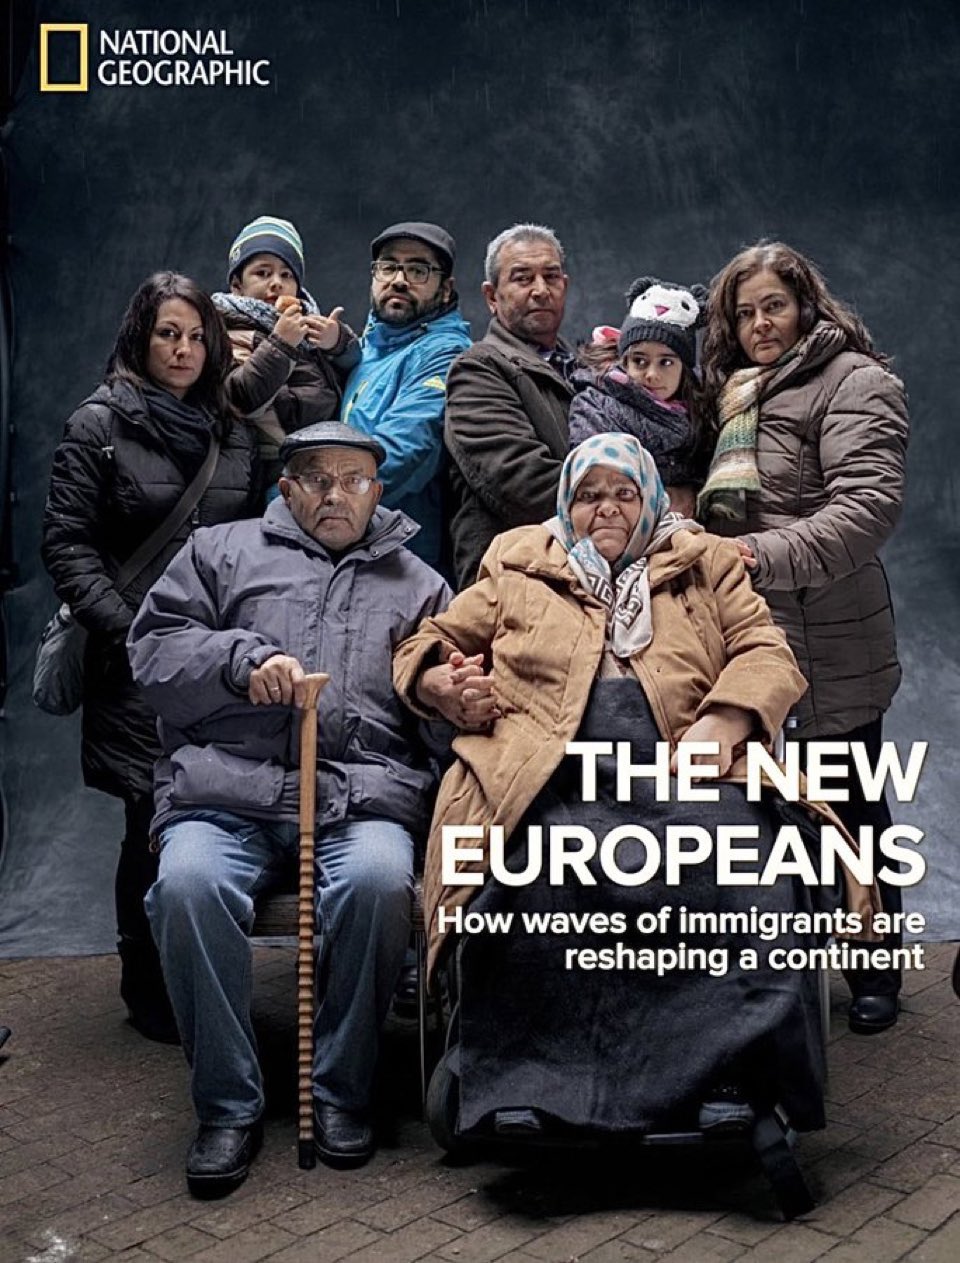 NATIONAL
GEOGRAPHIC
THE NEW
EUROPEANS
How waves of immigrants are
reshaping a continent